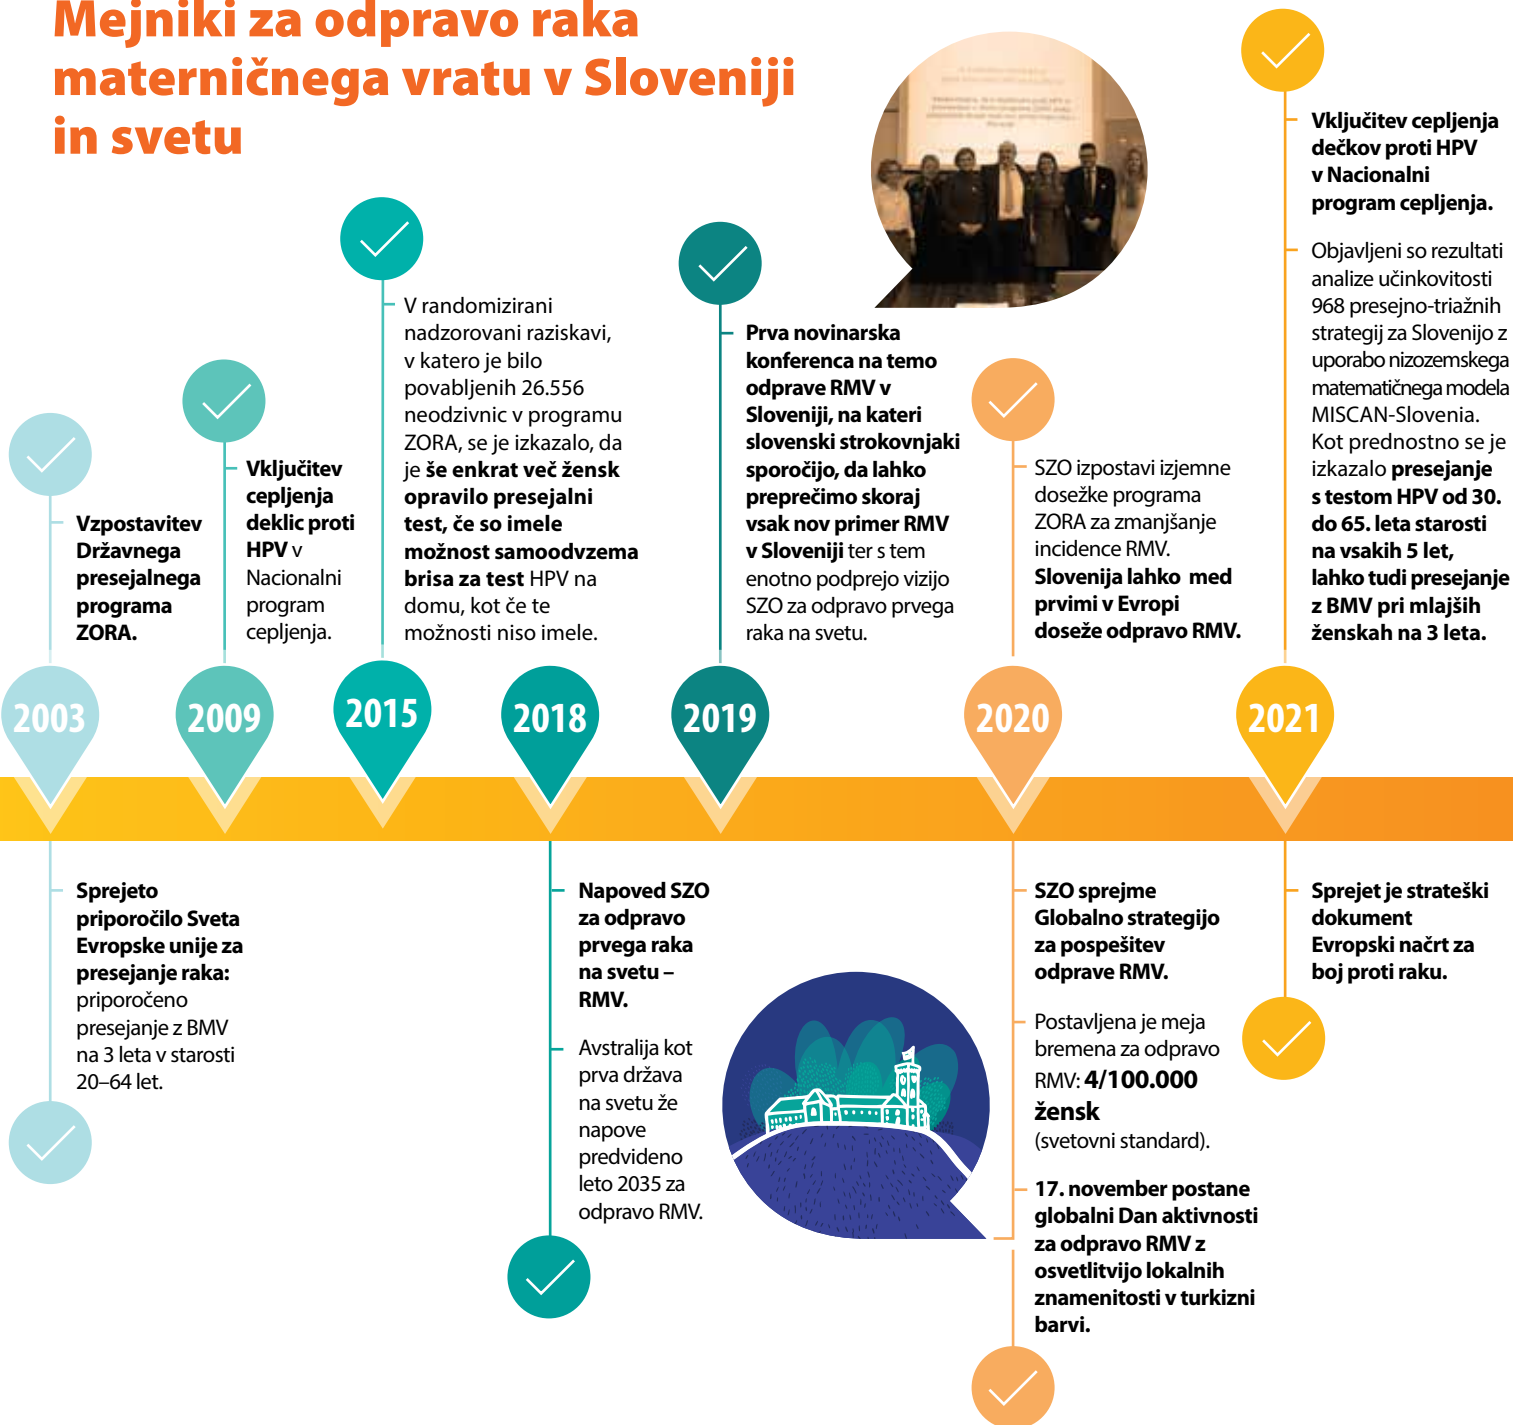 Mejniki za odpravo raka
materničnega vratu v Sloveniji
in svetu
Vzpostavitev
Državnega
presejalnega
programa
ZORA.
Vključitev
cepljenja
deklic proti
HPV v
Nacionalni
program
cepljenja.
V randomizirani
nadzorovani raziskavi,
v katero je bilo
povabljenih 26.556
neodzivnic v programu
ZORA, se je izkazalo, da
je še enkrat več žensk
opravilo presejalni
test, če so imele
možnost samoodvzema
brisa za test HPV na
domu, kot če te
možnosti niso imele.
Prva novinarska
konferenca na temo
odprave RMV v
Sloveniji, na kateri
slovenski strokovnjaki
sporočijo, da lahko
preprečimo skoraj
vsak nov primer RMV
v Sloveniji ter s tem
enotno podprejo vizijo
SZO za odpravo prvega
raka na svetu.
SZO izpostavi izjemne
dosežke programa
ZORA za zmanjšanje
incidence RMV.
Slovenija lahko med
prvimi v Evropi
doseže odpravo RMV.
Vključitev cepljenja
dečkov proti HPV
v Nacionalni
program cepljenja.
Objavljeni so rezultati
analize učinkovitosti
968 presejno-triažnih
strategij za Slovenijo z
uporabo nizozemskega
matematičnega modela
MISCAN-Slovenia.
Kot prednostno se je
izkazalo presejanje
s testom HPV od 30.
do 65. leta starosti
na vsakih 5 let,
lahko tudi presejanje
z BMV pri mlajših
ženskah na 3 leta.
2003
2009
2015
2018
2019
2020
2021
Sprejeto
priporočilo Sveta
Evropske unije za
presejanje raka:
priporočeno
presejanje z BMV
na 3 leta v starosti
20–64 let.
Napoved SZO
za odpravo
prvega raka
na svetu –
RMV.
Avstralija kot
prva država
na svetu že
napove
predvideno
leto 2035 za
odpravo RMV.
SZO sprejme
Globalno strategijo
za pospešitev
odprave RMV.
Postavljena je meja
bremena za odpravo
RMV: 4/100.000
žensk
(svetovni standard).
17. november postane
globalni Dan aktivnosti
za odpravo RMV z
osvetlitvijo lokalnih
znamenitosti v turkizni
barvi.
Sprejet je strateški
dokument
Evropski načrt za
boj proti raku.